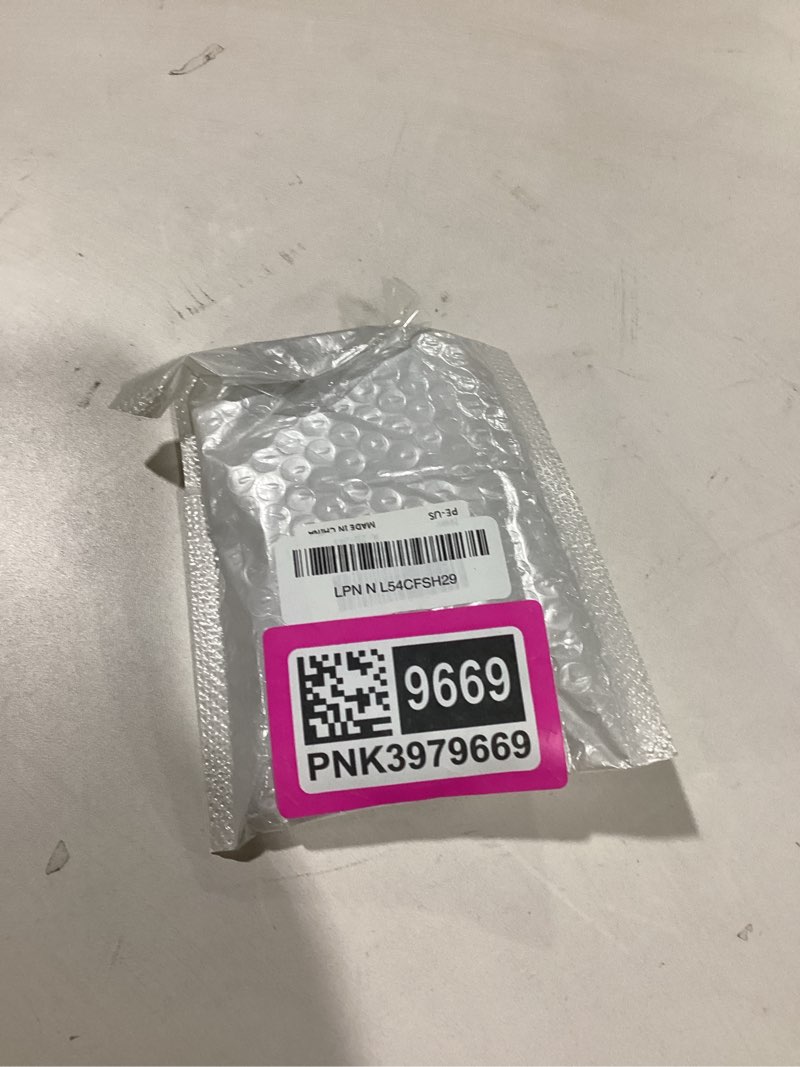 PE-US
MADE IN CHINA
LPN N L54CFSH29
9669
PNK3979669